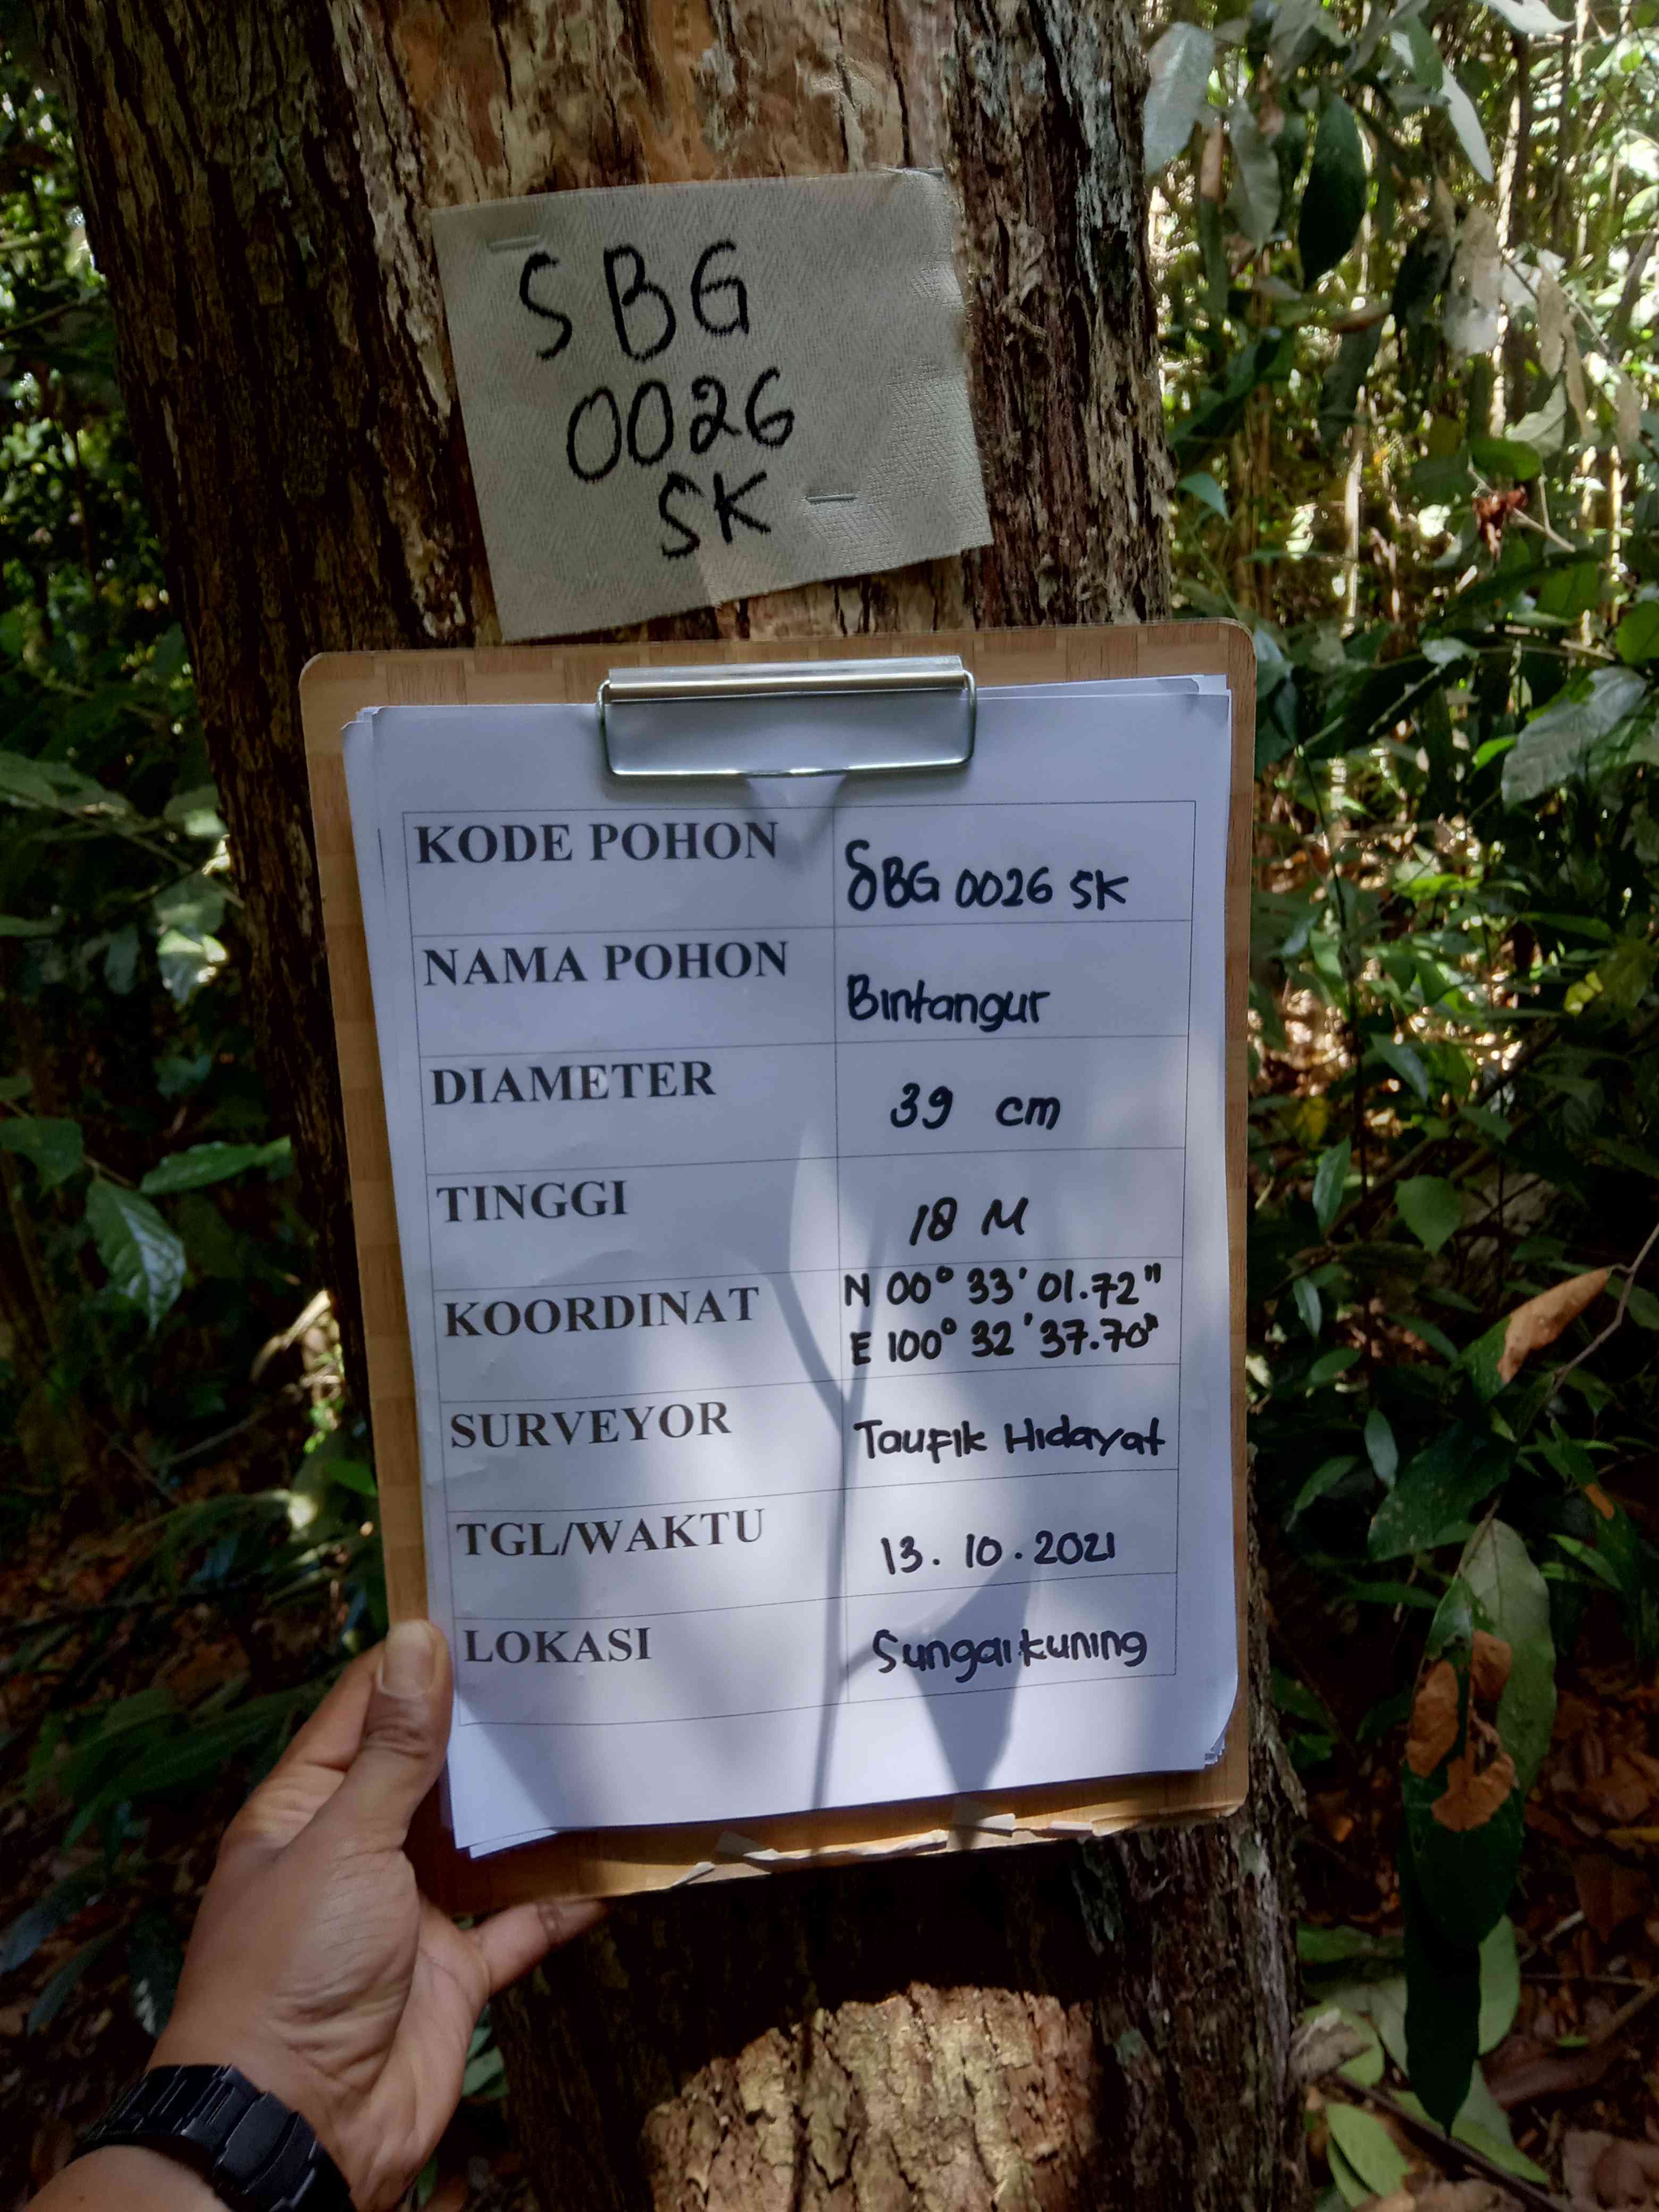 SBG
0026
SK
KODE POHON SBG 0026 SK
NAMA POHON Bintangur
DIAMETER 39 cm
TINGGI 18 M
KOORDINAT N 00° 33' 01.72"
E 100° 32' 37.70"
SURVEYOR Taufik Hidayat
TGL/WAKTU 13.10.2021
LOKASI Sungai kuning